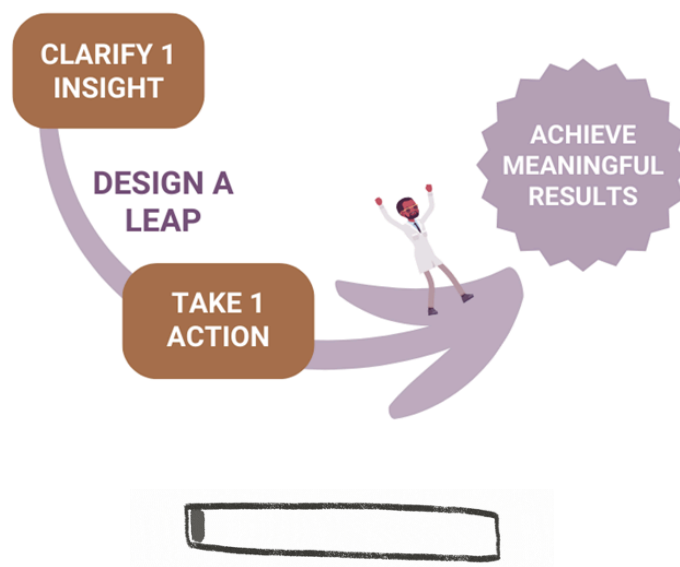 CLARIFY 1
INSIGHT
DESIGN A
LEAP
TAKE 1
ACTION
ACHIEVE
MEANINGFUL
RESULTS